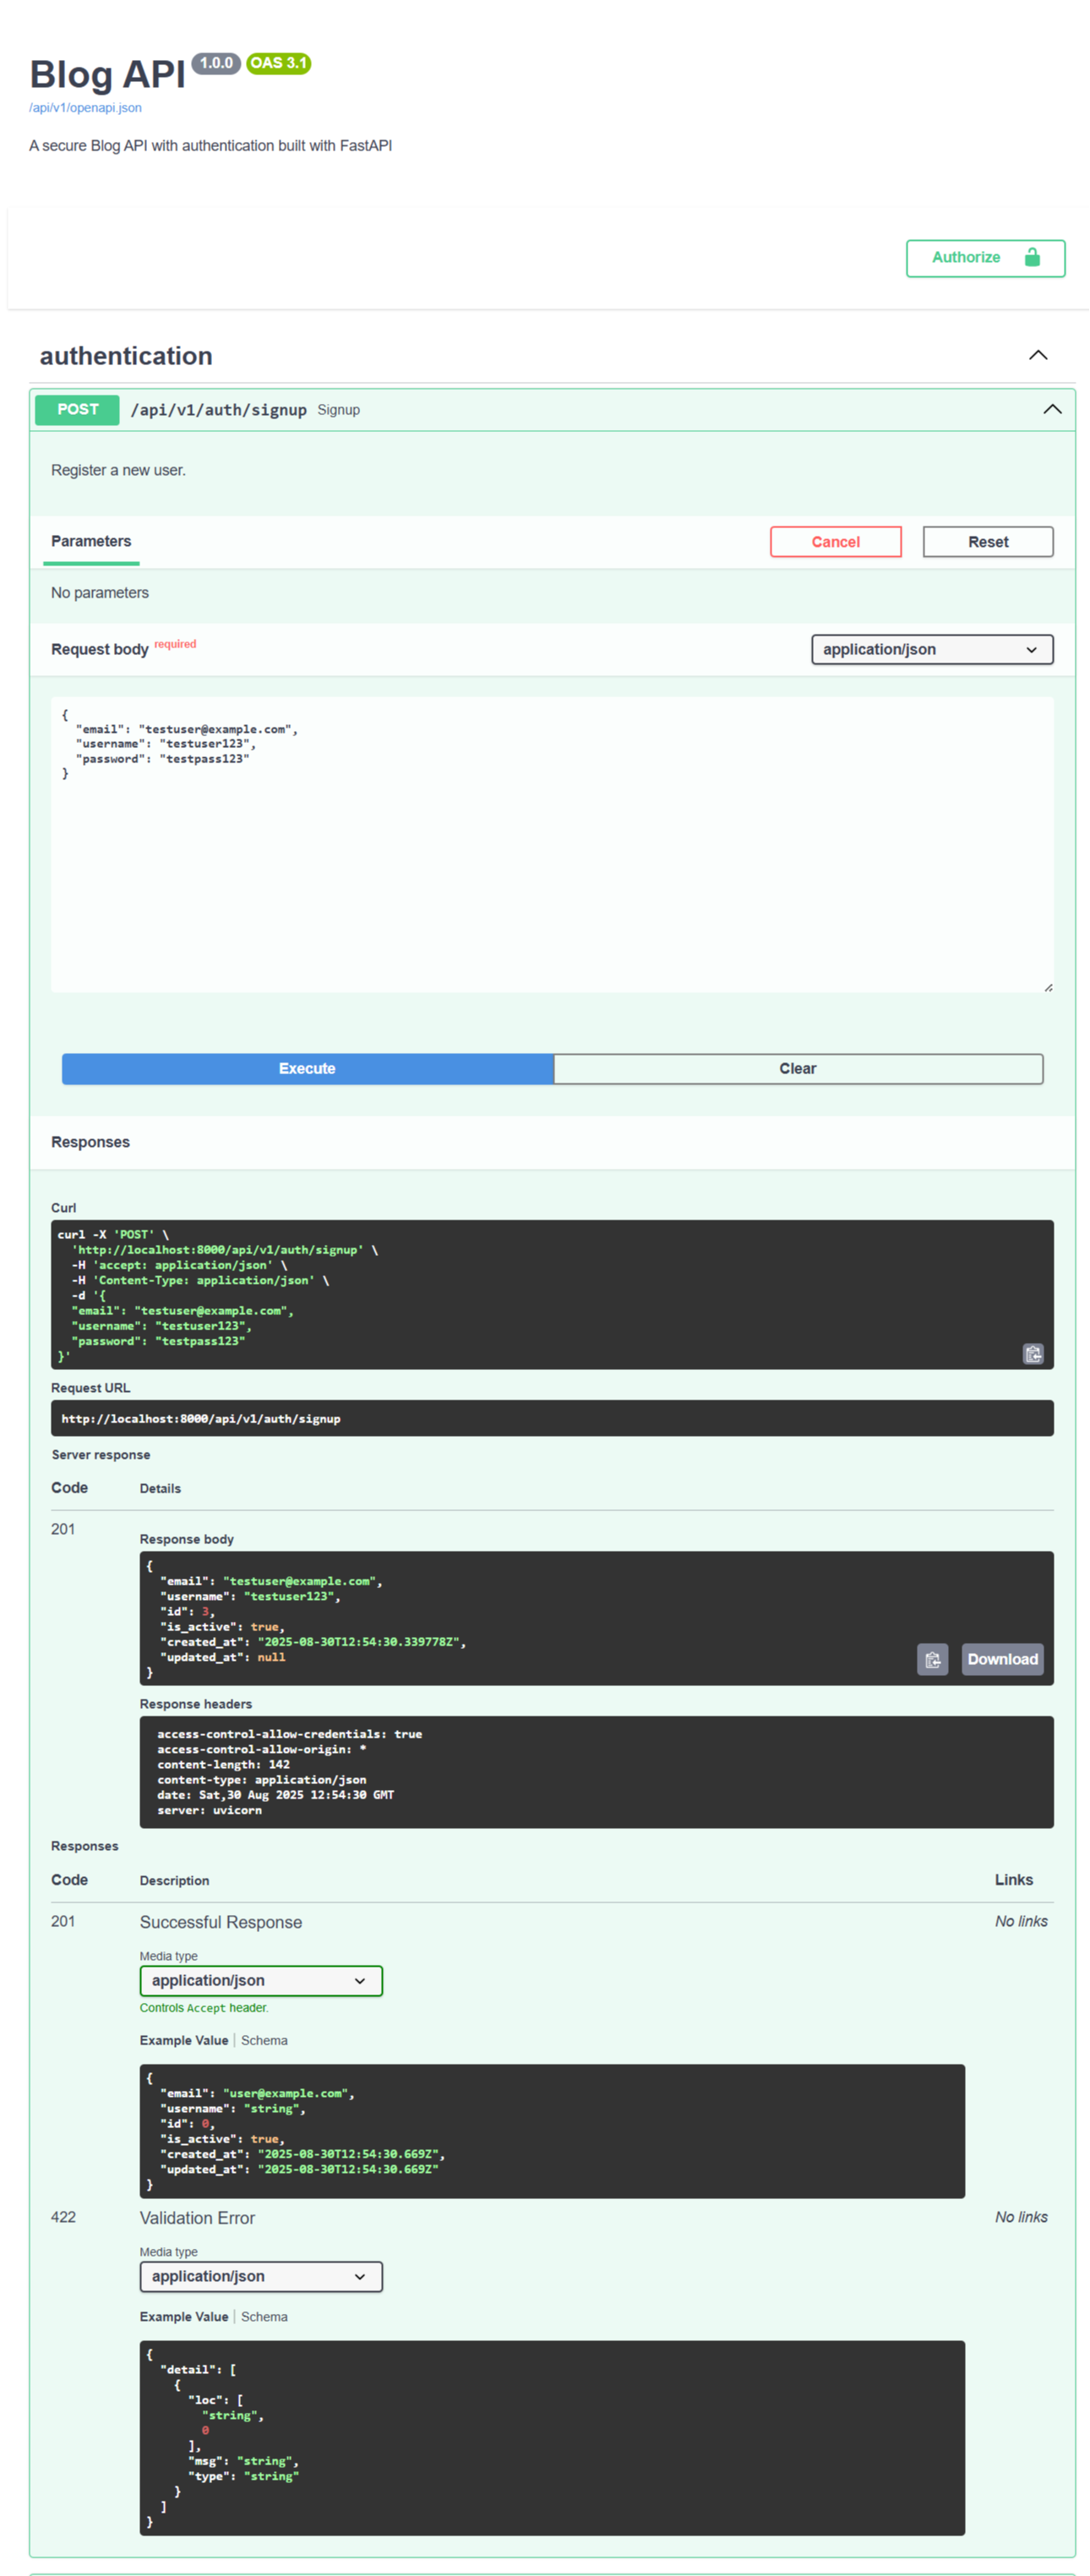 Blog API 1.0.0 OAS 3.1
/api/v1/openapi.json
A secure Blog API with authentication built with FastAPI
Authorize
authentication
POST /api/v1/auth/signup Signup
Register a new user.
Parameters Cancel Reset
No parameters
Request body required application/json
{
  "email": "testuser@example.com",
  "username": "testuser123",
  "password": "testpass123"
}
Execute Clear
Responses
Curl
curl -X 'POST' \
  'http://localhost:8000/api/v1/auth/signup' \
  -H 'accept: application/json' \
  -H 'Content-Type: application/json' \
  -d '{
  "email": "testuser@example.com",
  "username": "testuser123",
  "password": "testpass123"
}'
Request URL
http://localhost:8000/api/v1/auth/signup
Server response
Code Details
201
Response body
{
  "email": "testuser@example.com",
  "username": "testuser123",
  "id": 3,
  "is_active": true,
  "created_at": "2025-08-30T12:54:30.339778Z",
  "updated_at": null
}
Download
Response headers
access-control-allow-credentials: true
access-control-allow-origin: *
content-length: 142
content-type: application/json
date: Sat,30 Aug 2025 12:54:30 GMT
server: uvicorn
Responses
Code Description Links
201 Successful Response No links
Media type
application/json
Controls Accept header.
Example Value | Schema
{
  "email": "user@example.com",
  "username": "string",
  "id": 0,
  "is_active": true,
  "created_at": "2025-08-30T12:54:30.669Z",
  "updated_at": "2025-08-30T12:54:30.669Z"
}
422 Validation Error No links
Media type
application/json
Example Value | Schema
{
  "detail": [
    {
      "loc": [
        "string",
        0
      ],
      "msg": "string",
      "type": "string"
    }
  ]
}